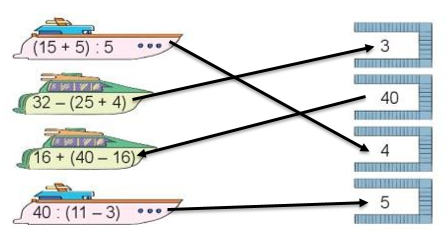 (15 + 5) : 5
3
32 – (25 + 4)
40
16 + (40 – 16)
4
40 : (11 – 3)
5